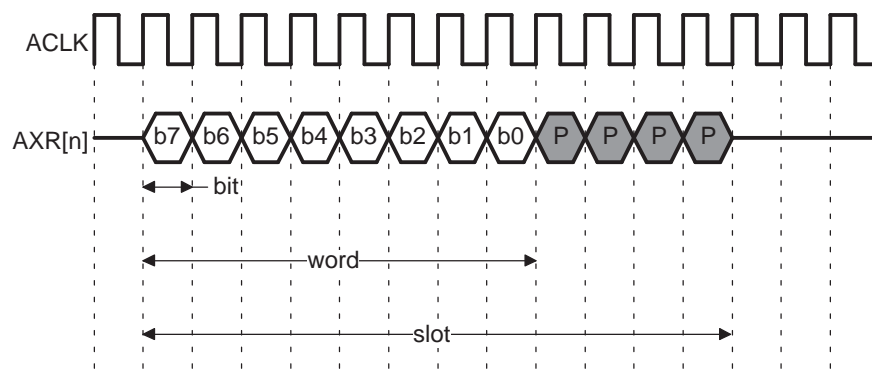 ACLK
AXR[n] b7 b6 b5 b4 b3 b2 b1 b0 P P P P
bit
word
slot